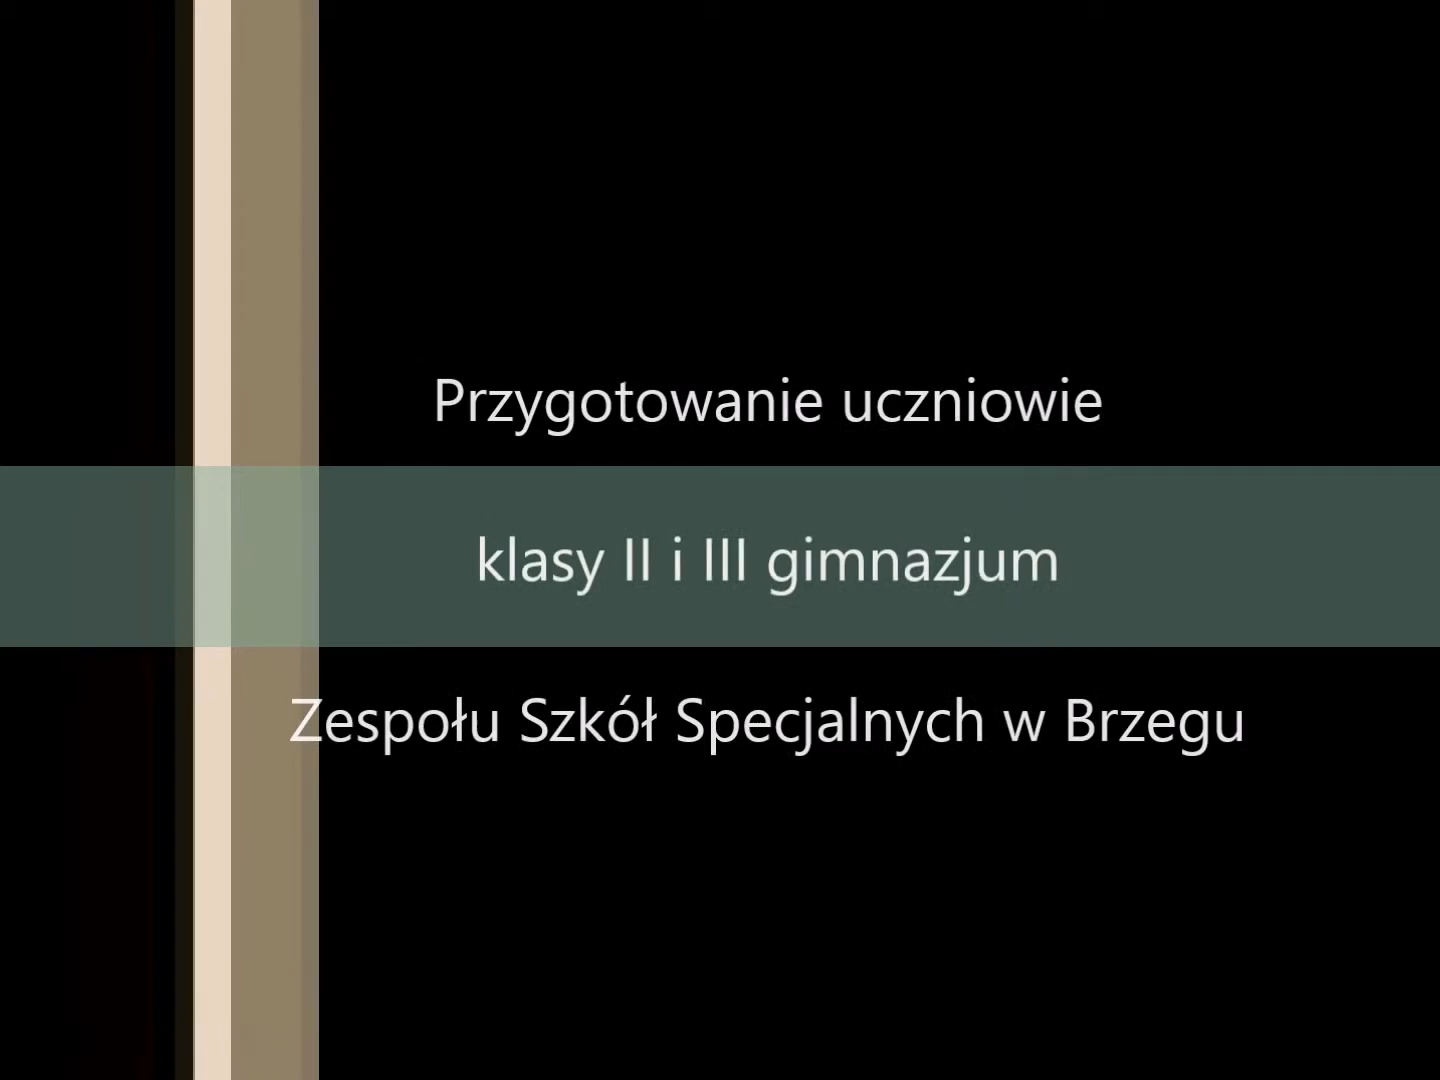 Przygotowanie uczniowie
klasy II i III gimnazjum
Zespołu Szkół Specjalnych w Brzegu